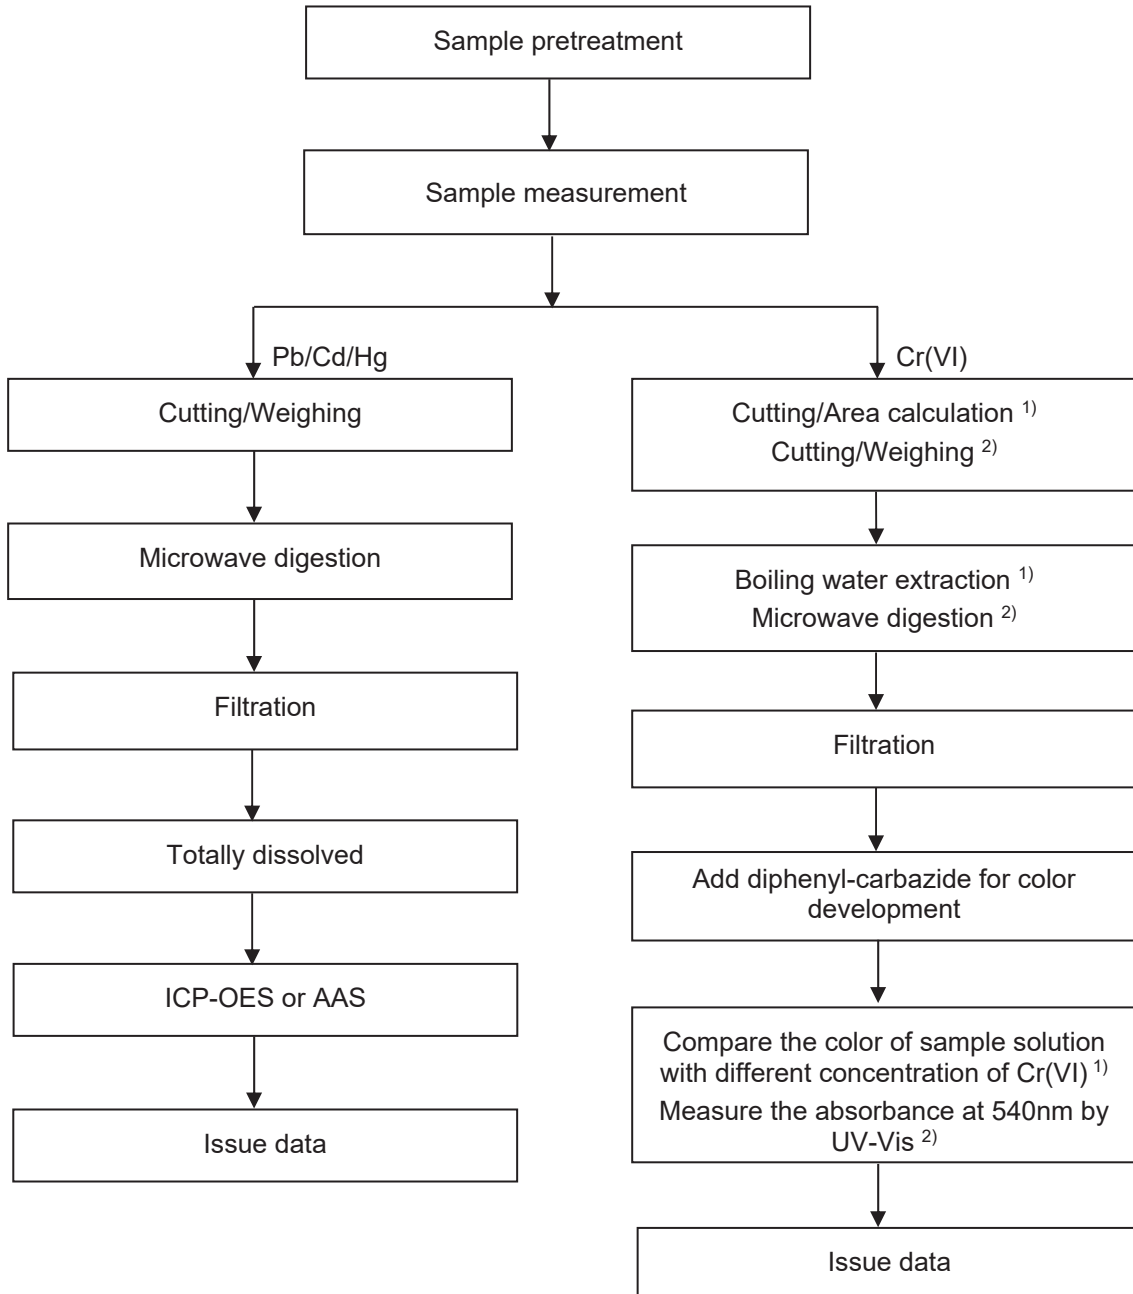 Sample pretreatment
Sample measurement
Pb/Cd/Hg
Cutting/Weighing
Microwave digestion
Filtration
Totally dissolved
ICP-OES or AAS
Issue data
Cr(VI)
Cutting/Area calculation 1)
Cutting/Weighing 2)
Boiling water extraction 1)
Microwave digestion 2)
Filtration
Add diphenyl-carbazide for color
development
Compare the color of sample solution
with different concentration of Cr(VI) 1)
Measure the absorbance at 540nm by
UV-Vis 2)
Issue data